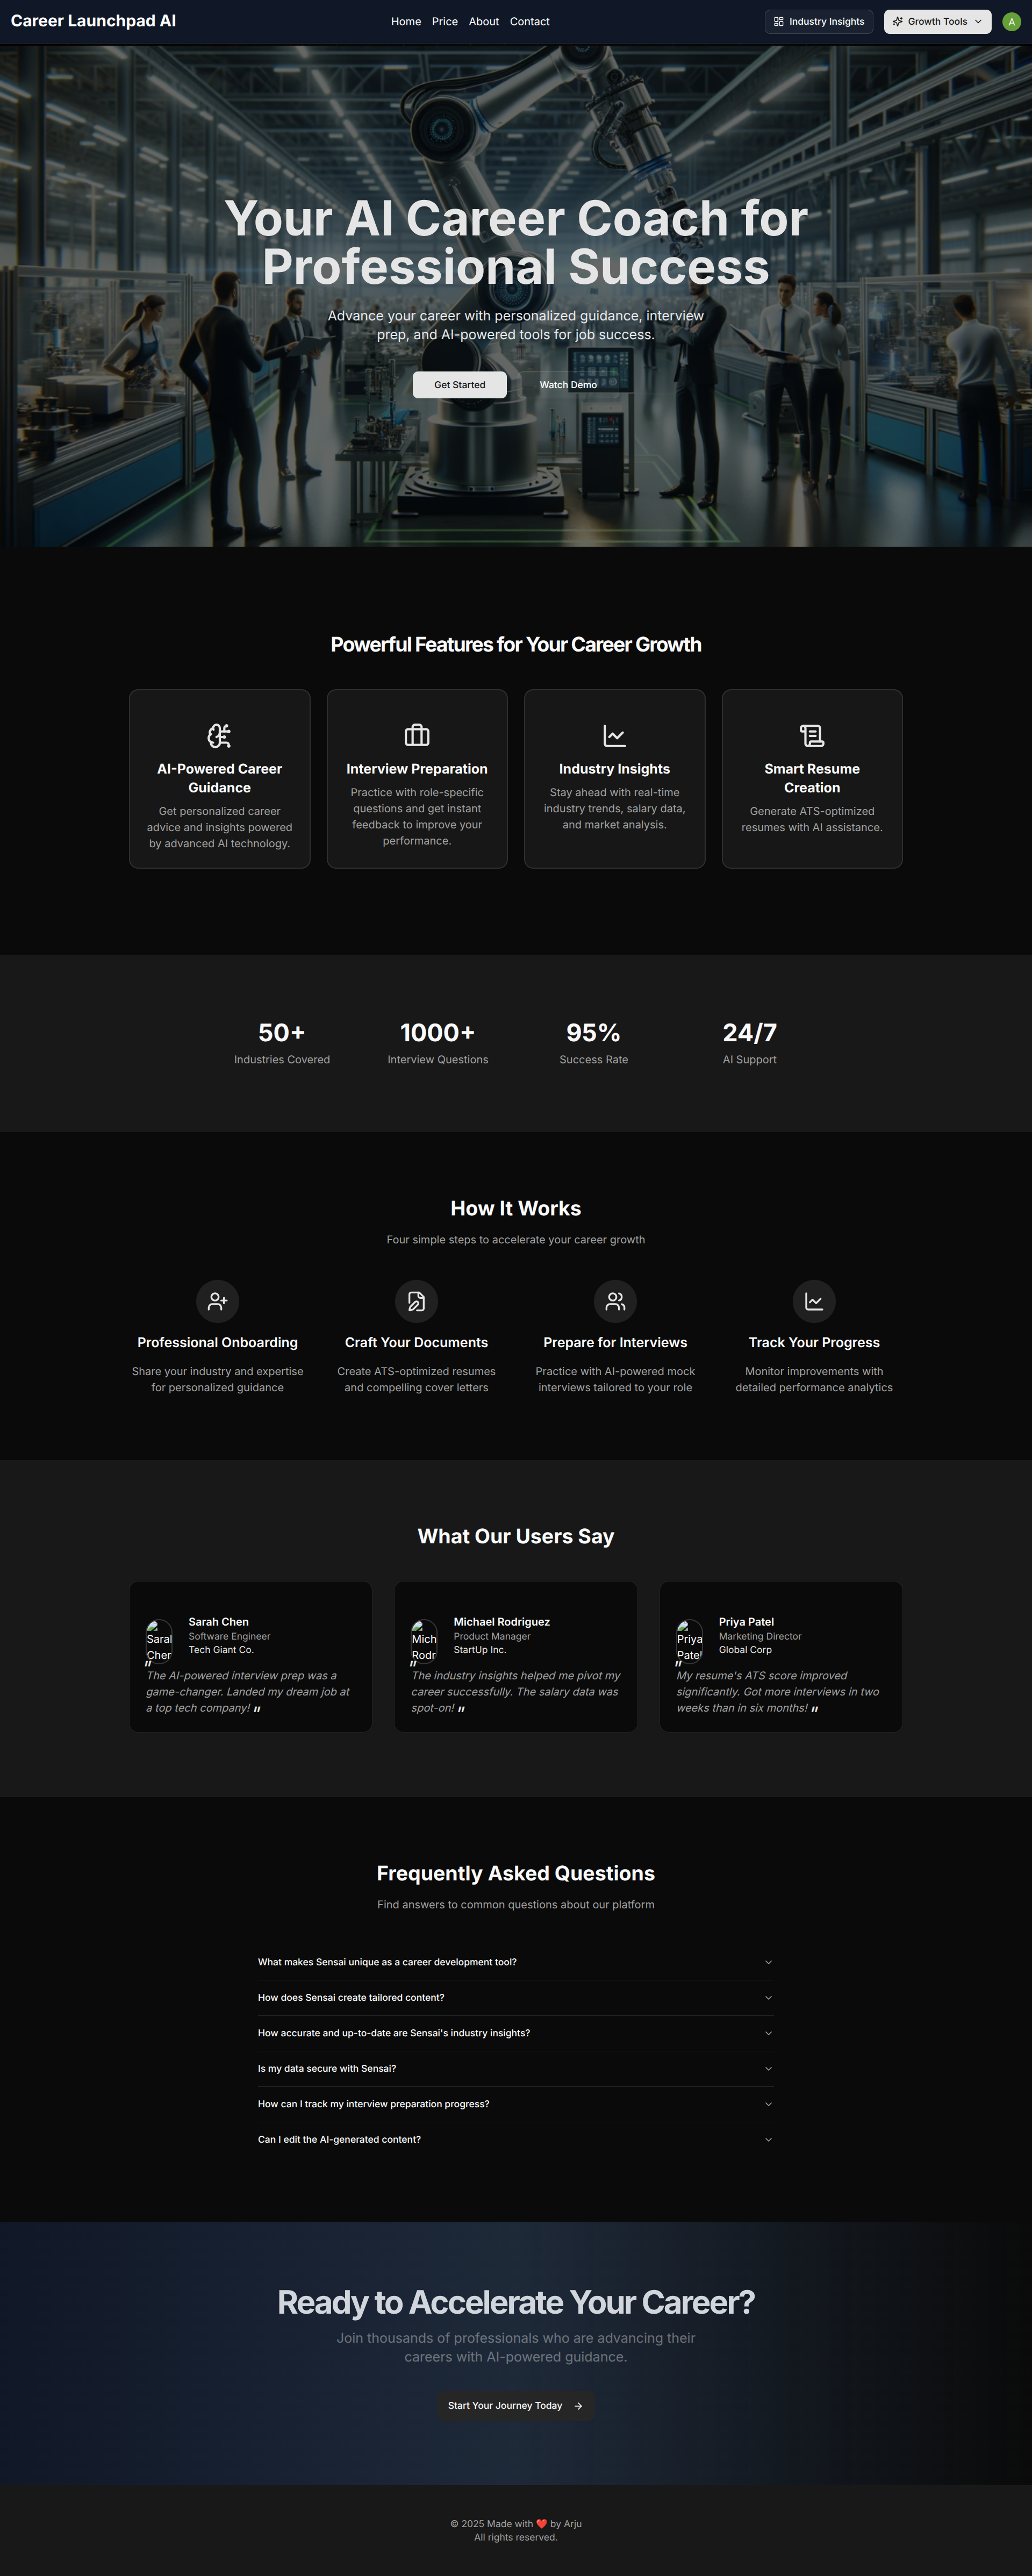 Career Launchpad AI
Home Price About Contact
Industry Insights
Growth Tools
A
Your AI Career Coach for
Professional Success
Advance your career with personalized guidance, interview
prep, and AI-powered tools for job success.
Get Started
Watch Demo
Powerful Features for Your Career Growth
AI-Powered Career
Guidance
Get personalized career
advice and insights powered
by advanced AI technology.
Interview Preparation
Practice with role-specific
questions and get instant
feedback to improve your
performance.
Industry Insights
Stay ahead with real-time
industry trends, salary data,
and market analysis.
Smart Resume
Creation
Generate ATS-optimized
resumes with AI assistance.
50+
Industries Covered
1000+
Interview Questions
95%
Success Rate
24/7
AI Support
How It Works
Four simple steps to accelerate your career growth
Professional Onboarding
Share your industry and expertise
for personalized guidance
Craft Your Documents
Create ATS-optimized resumes
and compelling cover letters
Prepare for Interviews
Practice with AI-powered mock
interviews tailored to your role
Track Your Progress
Monitor improvements with
detailed performance analytics
What Our Users Say
Saral
Cher
Sarah Chen
Software Engineer
Tech Giant Co.
"The AI-powered interview prep was a
game-changer. Landed my dream job at
a top tech company! "
Mich
Rodr
Michael Rodriguez
Product Manager
StartUp Inc.
"The industry insights helped me pivot my
career successfully. The salary data was
spot-on! "
Priya
Patel
Priya Patel
Marketing Director
Global Corp
"My resume's ATS score improved
significantly. Got more interviews in two
weeks than in six months! "
Frequently Asked Questions
Find answers to common questions about our platform
What makes Sensai unique as a career development tool?
How does Sensai create tailored content?
How accurate and up-to-date are Sensai's industry insights?
Is my data secure with Sensai?
How can I track my interview preparation progress?
Can I edit the AI-generated content?
Ready to Accelerate Your Career?
Join thousands of professionals who are advancing their
careers with AI-powered guidance.
Start Your Journey Today
© 2025 Made with ❤️ by Arju
All rights reserved.